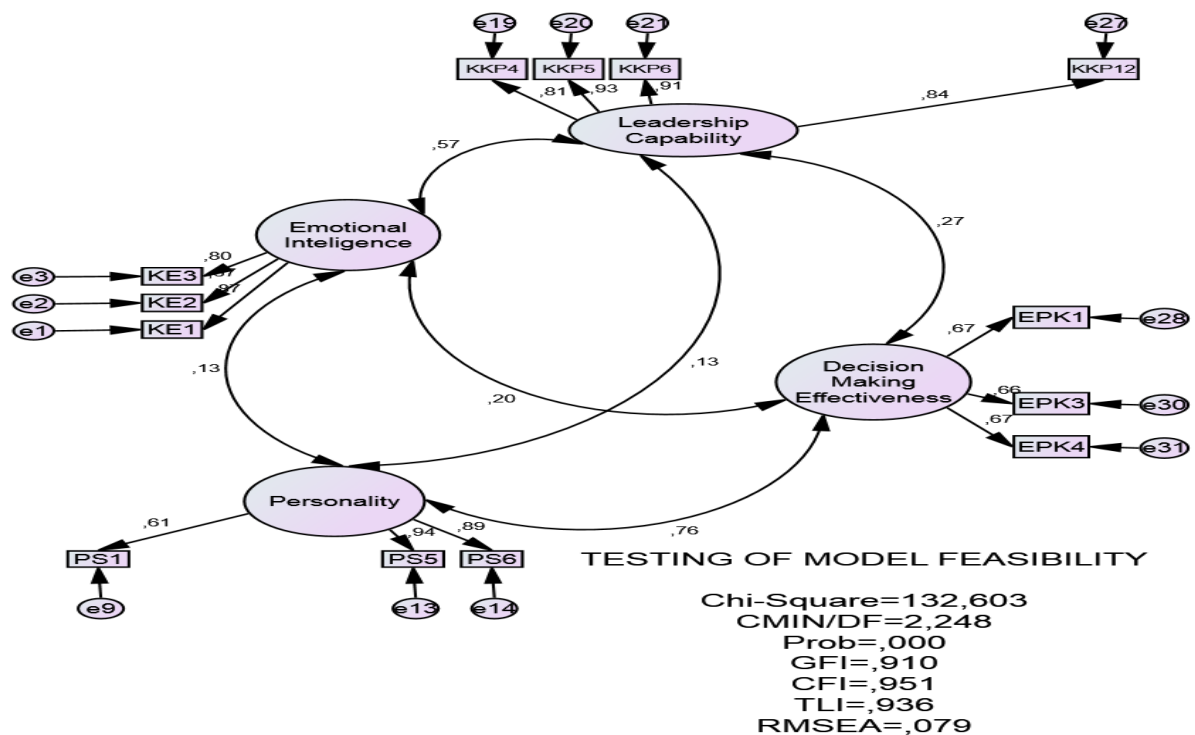 e19 e20 e21 e27
KKP4 KKP5 KKP6 KKP12
,81 ,93 ,91 ,84
Leadership
Capability
,57
,27
Emotional
Inteligence
,80
e3 KE3
e2 KE2
,97
e1 KE1
EPK1 e28
,67
,13
,13
Decision
Making
Effectiveness
,66
EPK3 e30
,20
,67
EPK4 e31
Personality
,61 ,94 ,89 ,76
PS1 PS5 PS6
e9 e13 e14
TESTING OF MODEL FEASIBILITY
Chi-Square=132,603
CMIN/DF=2,248
Prob=,000
GFI=,910
CFI=,951
TLI=,936
RMSEA=,079